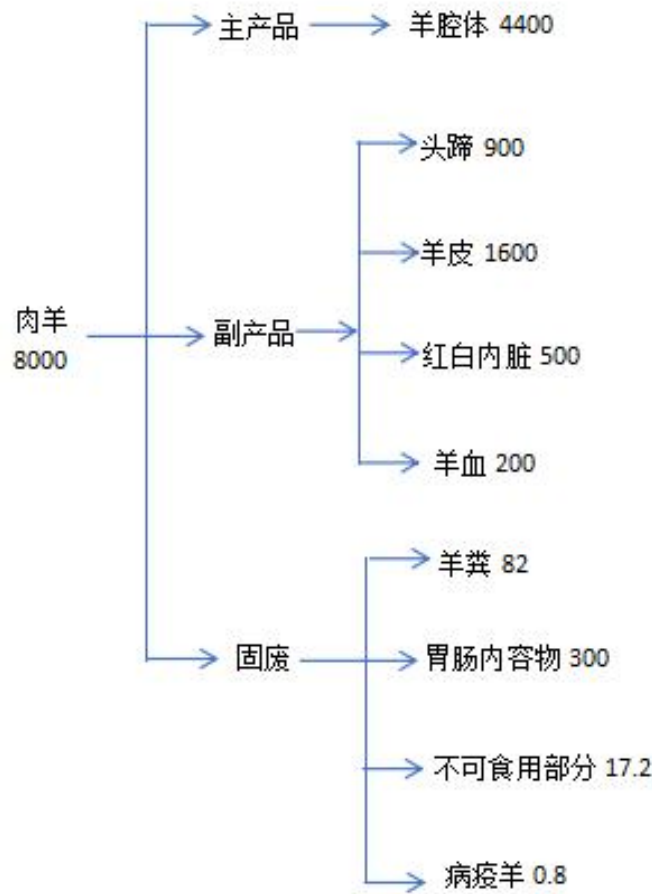 主产品
羊腔体 4400
头蹄 900
羊皮 1600
肉羊
8000
副产品
红白内脏 500
羊血 200
羊粪 82
固废
胃肠内容物 300
不可食用部分 17.2
病疫羊 0.8